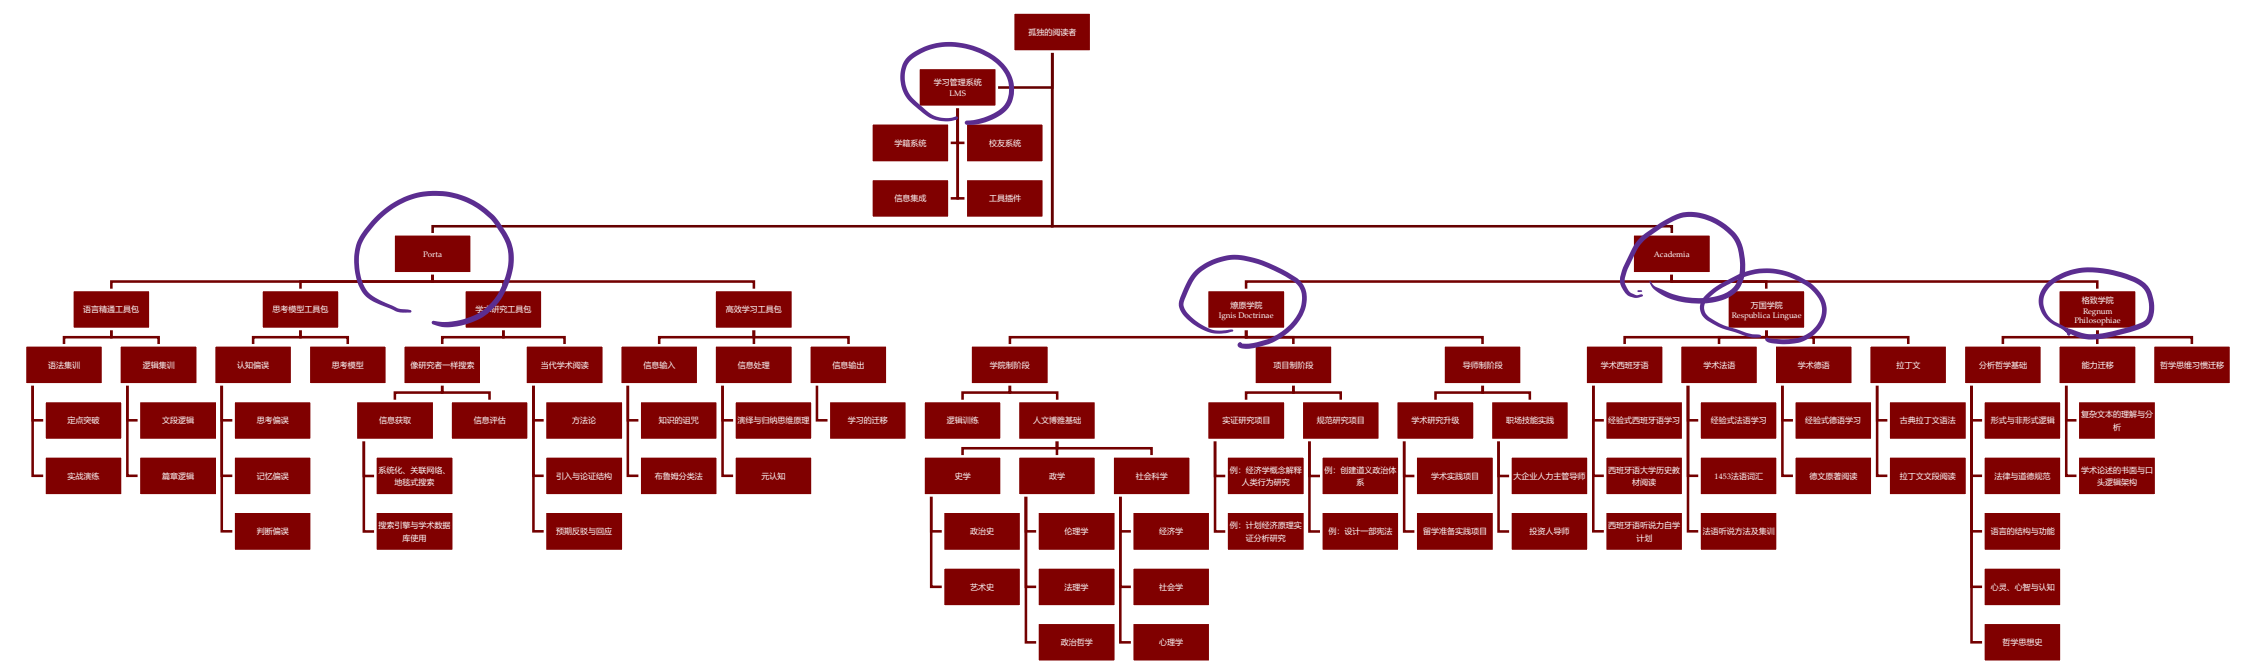 孤独的阅读者
学习管理系统
LMS
学籍系统
校友系统
信息集成
工具插件
Porta
Academia
语言精通工具包
思考模型工具包
学术研究工具包
高效学习工具包
燎原学院
Ignis Doctrinae
万国学院
Respublica Linguae
格致学院
Regnum
Philosophiae
语法集训
逻辑集训
认知偏误
思考模型
像研究者一样搜索
当代学术阅读
信息输入
信息处理
信息输出
学院制阶段
项目制阶段
导师制阶段
学术西班牙语
学术法语
学术德语
拉丁文
分析哲学基础
能力迁移
哲学思维习惯迁移
定点突破
文段逻辑
思考偏误
信息获取
信息评估
方法论
知识的诅咒
演绎与归纳思维原理
学习的迁移
逻辑训练
人文博雅基础
实证研究项目
规范研究项目
学术研究升级
职场技能实践
经验式西班牙语学习
经验式法语学习
经验式德语学习
古典拉丁文语法
形式与非形式逻辑
复杂文本的理解与分
析
实战演练
篇章逻辑
记忆偏误
系统化、关联网络、
地毯式搜索
引入与论证结构
布鲁姆分类法
元认知
史学
政学
社会科学
例：经济学概念解释
人类行为研究
例：创建道义政治体
系
学术实践项目
大企业人力主管导师
西班牙语大学历史教
材阅读
1453法语词汇
德文原著阅读
拉丁文文段阅读
法律与道德规范
学术论述的书面与口
头逻辑架构
判断偏误
搜索引擎与学术数据
库使用
预期反驳与回应
政治史
伦理学
经济学
例：计划经济原理实
证分析研究
例：设计一部宪法
留学准备实践项目
投资人导师
西班牙语听说力自学
计划
法语听说方法及集训
语言的结构与功能
艺术史
法理学
社会学
心灵、心智与认知
政治哲学
心理学
哲学思想史